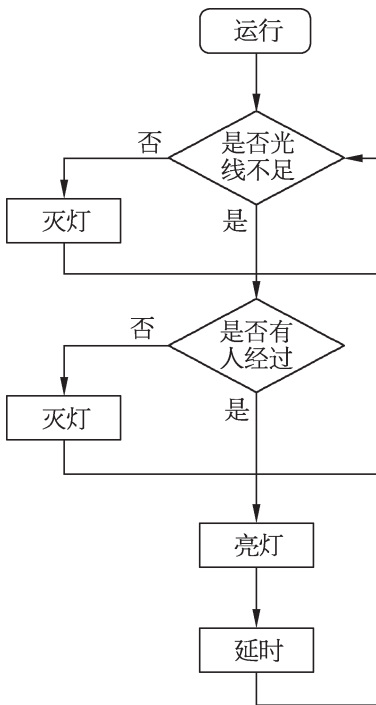 运行
是否光
线不足
否
是
灭灯
是否有
人经过
否
是
灭灯
亮灯
延时